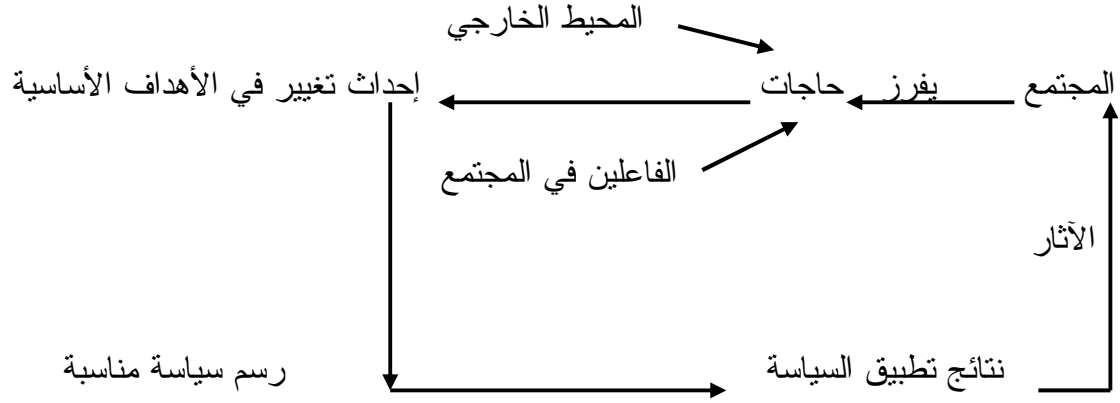 المحيط الخارجي
المجتمع يفرز حاجات إحداث تغيير في الأهداف الأساسية
الفاعلين في المجتمع
الآثار
نتائج تطبيق السياسة رسم سياسة مناسبة